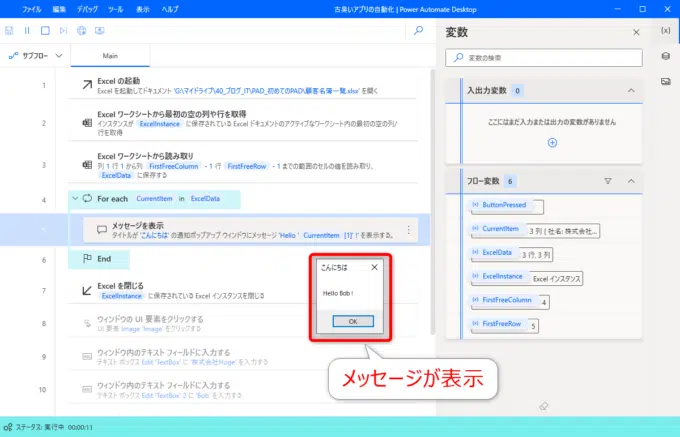 ファイル 編集 デバッグ ツール 表示 ヘルプ
古臭いアプリの自動化 | Power Automate Desktop
サブフロー
Main
1 Excel の起動
Excel を起動してドキュメント 'G:\マイドライブ\40_ブログ_IT\PAD_初めてのPAD\顧客名簿一覧.xlsx' を開く
2 Excel ワークシートから最初の空の列や行を取得
インスタンスが ExcelInstance に保存されている Excel ドキュメントのアクティブなワークシート内の最初の空の列/
行を取得
3 Excel ワークシートから読み取り
列 1 行 1 から列 FirstFreeColumn - 1 行 FirstFreeRow - 1 までの範囲のセルの値を読み取り、
ExcelData に保存する
4 For each CurrentItem in ExcelData
メッセージを表示
タイトルが 'こんにちは' の通知ポップアップ ウィンドウにメッセージ 'Hello ' CurrentItem [1]' !' を表示する。
6 End
7 Excel を閉じる
ExcelInstance に保存されている Excel インスタンスを閉じる
8 ウィンドウの UI 要素をクリックする
UI 要素 Image 'Image' をクリックする
9 ウィンドウ内のテキスト フィールドに入力する
テキスト ボックス Edit 'TextBox' に '株式会社Hoge' を入力する
10 ウィンドウ内のテキスト フィールドに入力する
テキスト ボックス Edit 'TextBox' 2 に 'Bob' を入力する
こんにちは
Hello Bob !
OK
メッセージが表示
変数
{x}
変数の検索
入出力変数 0
ここにはまだ入力または出力の変数がありません
フロー変数 6
(x) ButtonPressed
(x) CurrentItem 3 列 [ 社名: 株式会社...
(x) ExcelData 3 行, 3 列
(x) ExcelInstance Excel インスタンス
(x) FirstFreeColumn 4
(x) FirstFreeRow 5
ステータス: 実行中 00:00:11